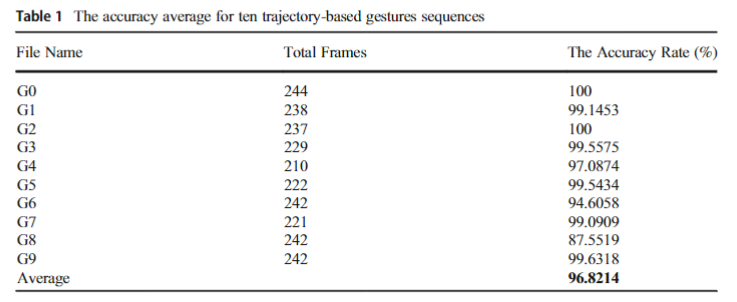 Table 1 The accuracy average for ten trajectory-based gestures sequences
File Name Total Frames The Accuracy Rate (%)
G0 244 100
G1 238 99.1453
G2 237 100
G3 229 99.5575
G4 210 97.0874
G5 222 99.5434
G6 242 94.6058
G7 221 99.0909
G8 242 87.5519
G9 242 99.6318
Average 96.8214